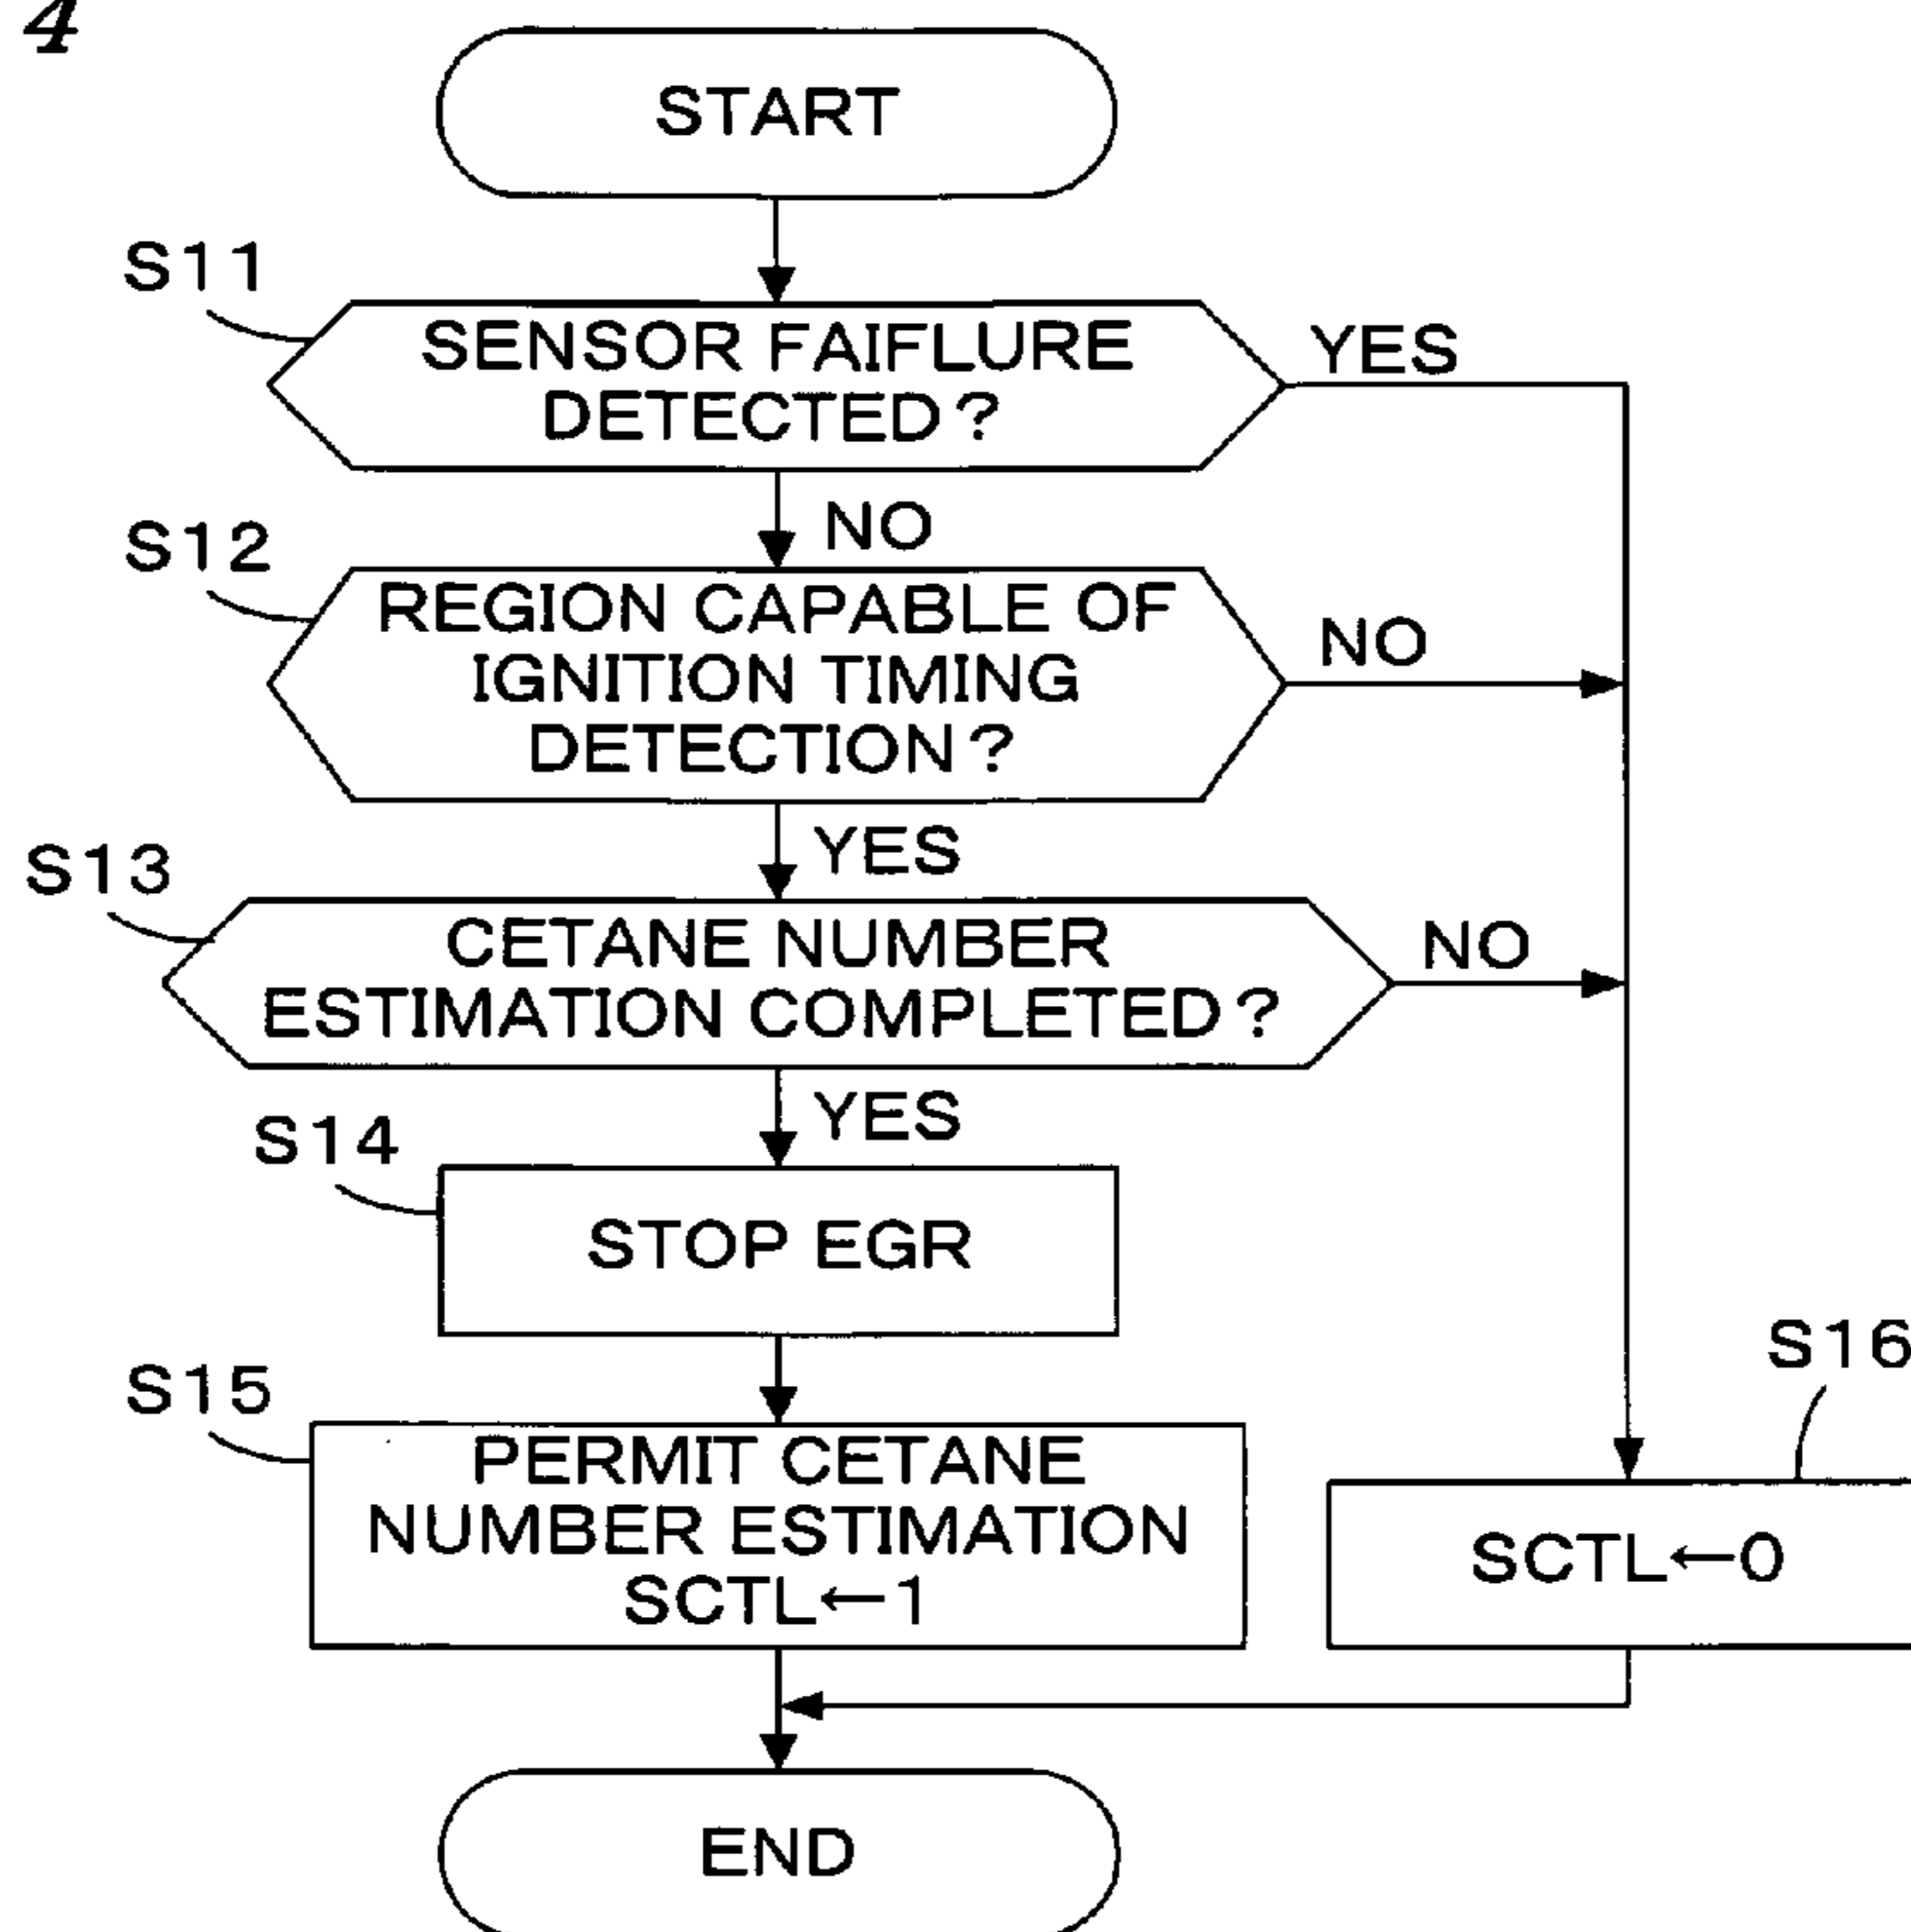 4
START
S11
SENSOR FAIFLURE
DETECTED?
YES
NO
S12
REGION CAPABLE OF
IGNITION TIMING
DETECTION?
NO
YES
S13
CETANE NUMBER
ESTIMATION COMPLETED?
NO
YES
S14
STOP EGR
S15
PERMIT CETANE
NUMBER ESTIMATION
SCTL←1
S16
SCTL←0
END